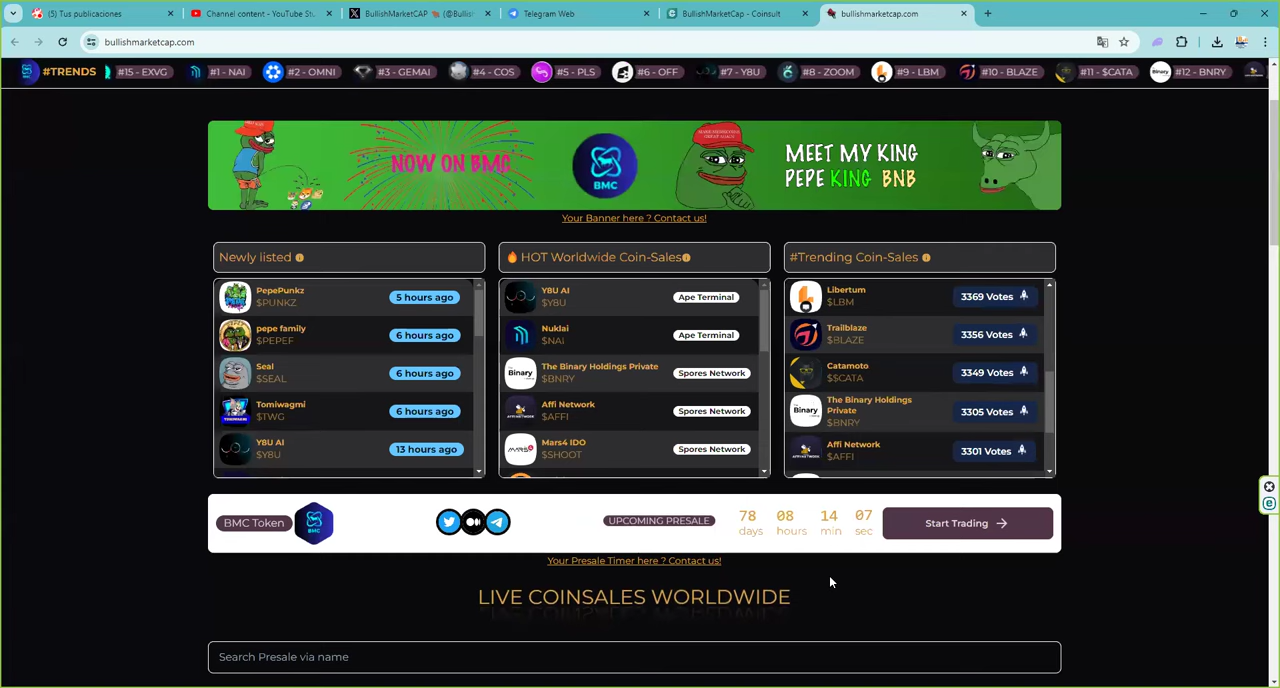 (5) Tus publicaciones
Channel content - YouTube St
BullishMarketCAP (@Bullis
Telegram Web
BullishMarketCap - Coinsult
bullishmarketcap.com
bullishmarketcap.com
#TRENDS
#15 - EXVG
#1 - NAI
#2 - OMNI
#3 - GEMAI
#4 - COS
#5 - PLS
#6 - OFF
#7 - YBU
#8 - ZOOM
#9 - LBM
#10 - BLAZE
#11 - $CATA
#12 - BNRY
NOW ON BMC
BMC
MEET MY KING
PEPE KING BNB
Your Banner here ? Contact us!
Newly listed
PepePunkz
$PUNKZ
5 hours ago
pepe family
$PEPEF
6 hours ago
Seal
$SEAL
6 hours ago
Tomiwagmi
$TWG
6 hours ago
Y8U AI
$Y8U
13 hours ago
HOT Worldwide Coin-Sales
Y8U AI
$Y8U
Ape Terminal
Nuklai
$NAI
Ape Terminal
The Binary Holdings Private
$BNRY
Spores Network
Affi Network
$AFFI
Spores Network
Mars4 IDO
$SHOOT
Spores Network
#Trending Coin-Sales
Libertum
$LBM
3369 Votes
Trailblaze
$BLAZE
3356 Votes
Catamoto
$$CATA
3349 Votes
The Binary Holdings
Private
$BNRY
3305 Votes
Affi Network
$AFFI
3301 Votes
BMC Token
BMC
UPCOMING PRESALE
78 08 14 07
days hours min sec
Start Trading
Your Presale Timer here ? Contact us!
LIVE COINSALES WORLDWIDE
Search Presale via name